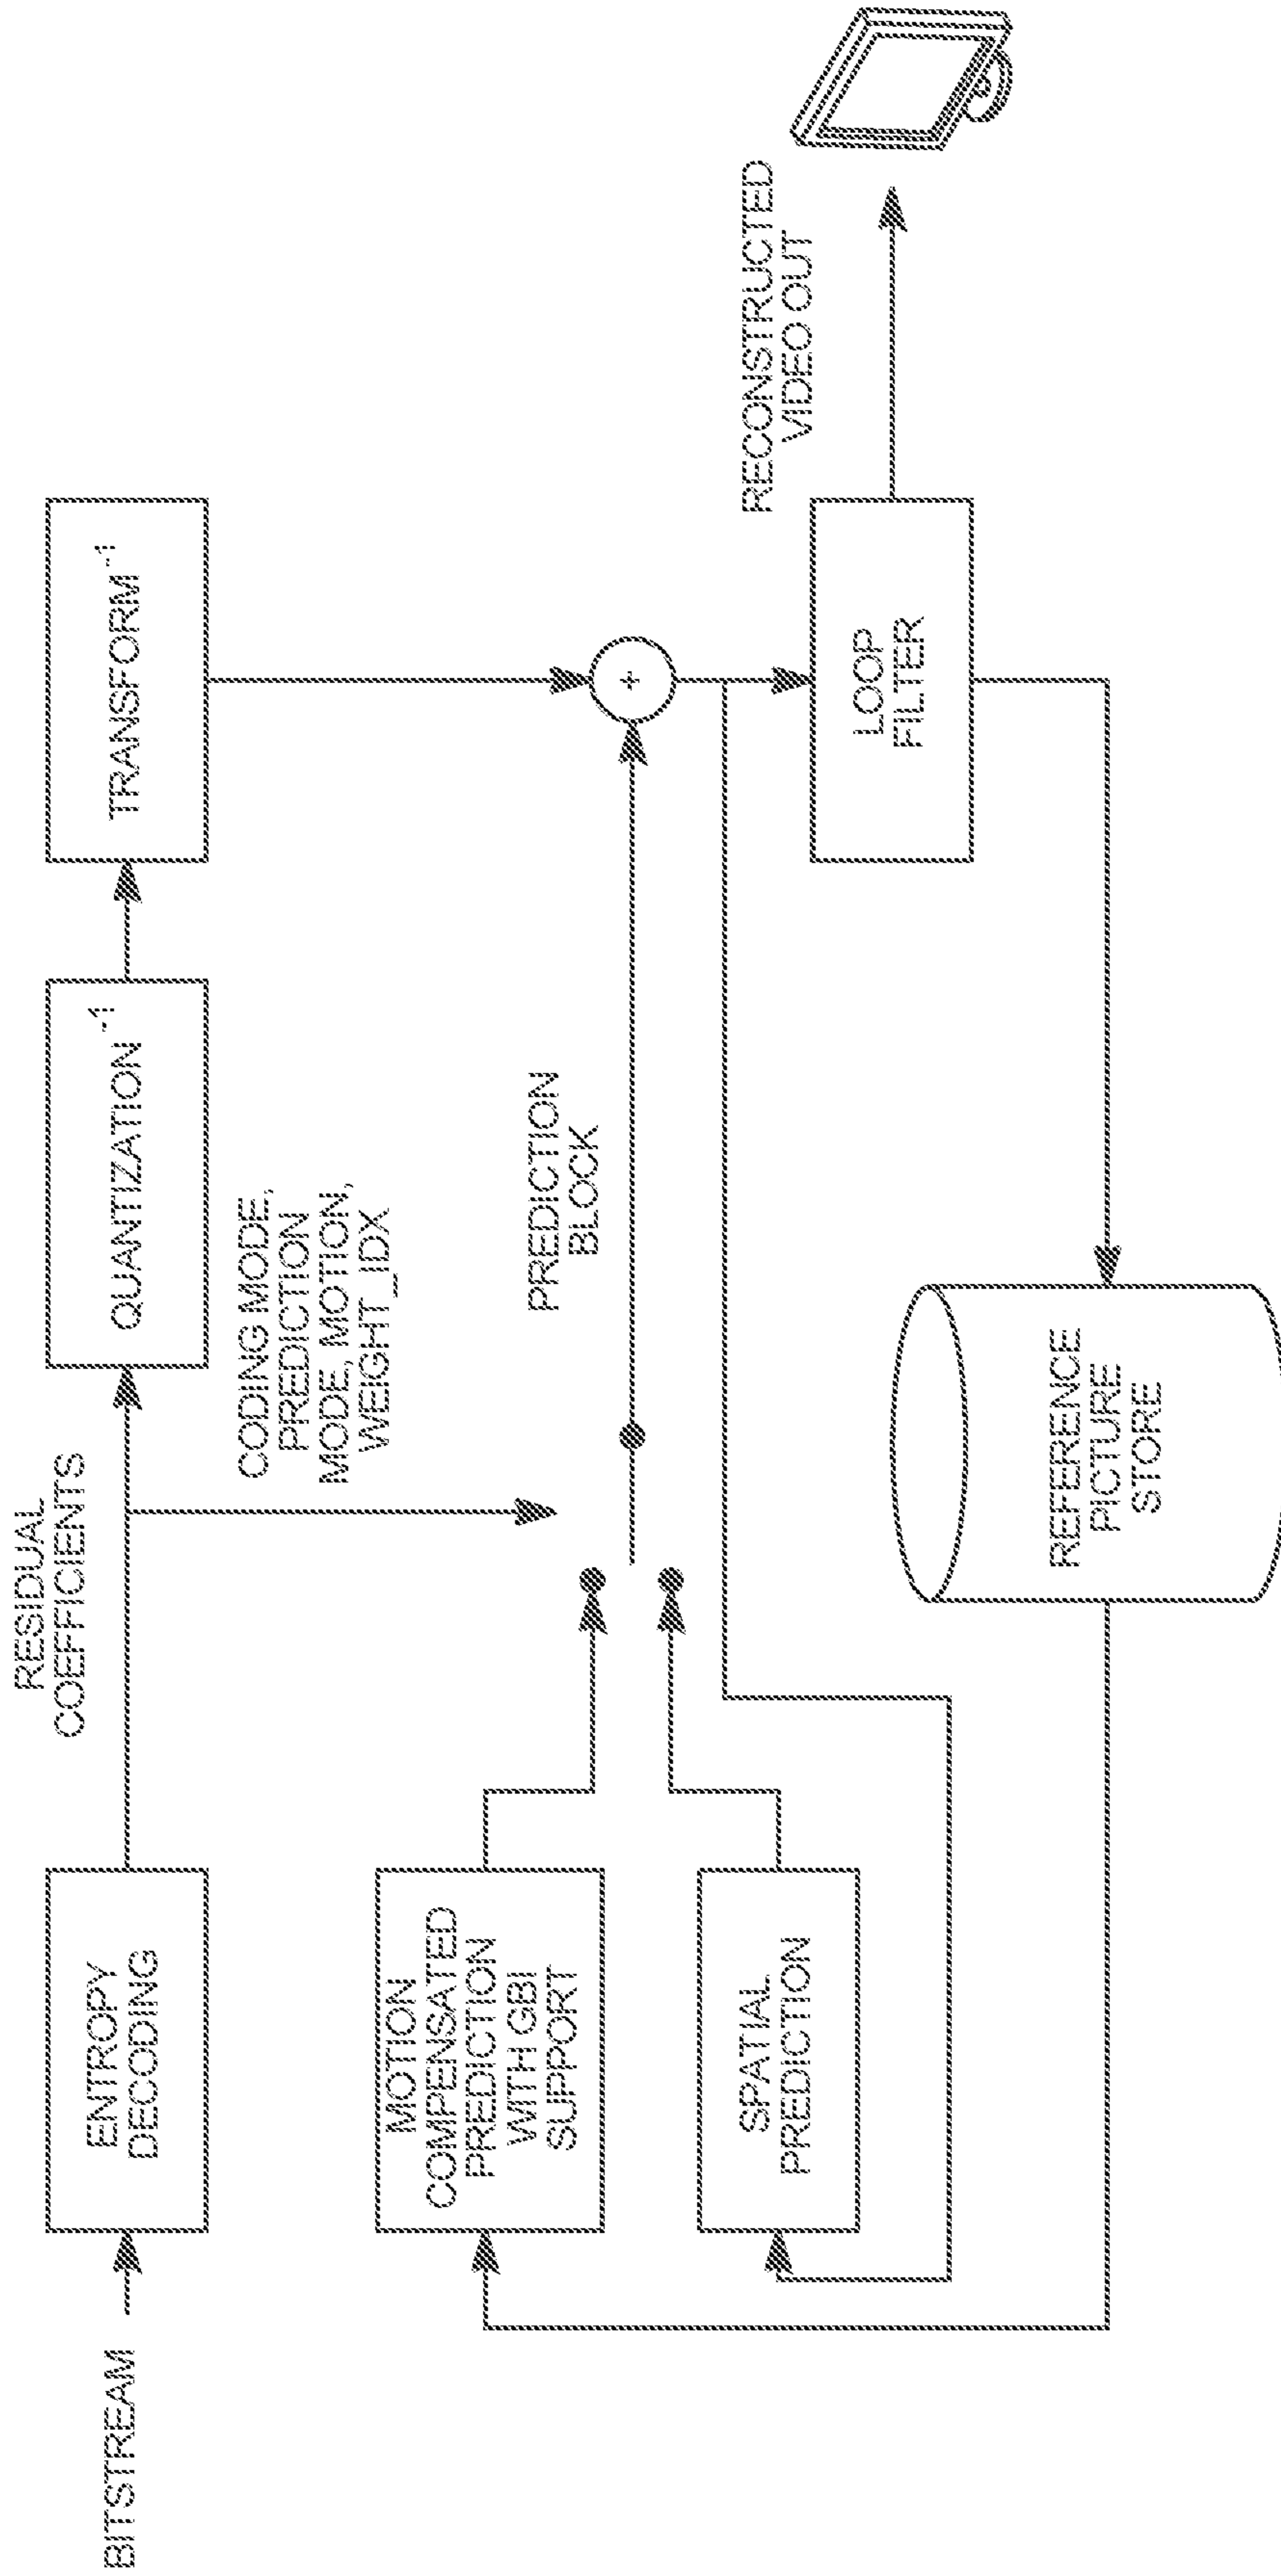 BITSTREAM
ENTROPY
DECODING
RESIDUAL
COEFFICIENTS
QUANTIZATION⁻¹
TRANSFORM⁻¹
CODING MODE,
PREDICTION
MODE, MOTION,
WEIGHT_IDX
MOTION
COMPENSATED
PREDICTION
WITH GBI
SUPPORT
SPATIAL
PREDICTION
PREDICTION
BLOCK
+
RECONSTRUCTED
VIDEO OUT
LOOP
FILTER
REFERENCE
PICTURE
STORE